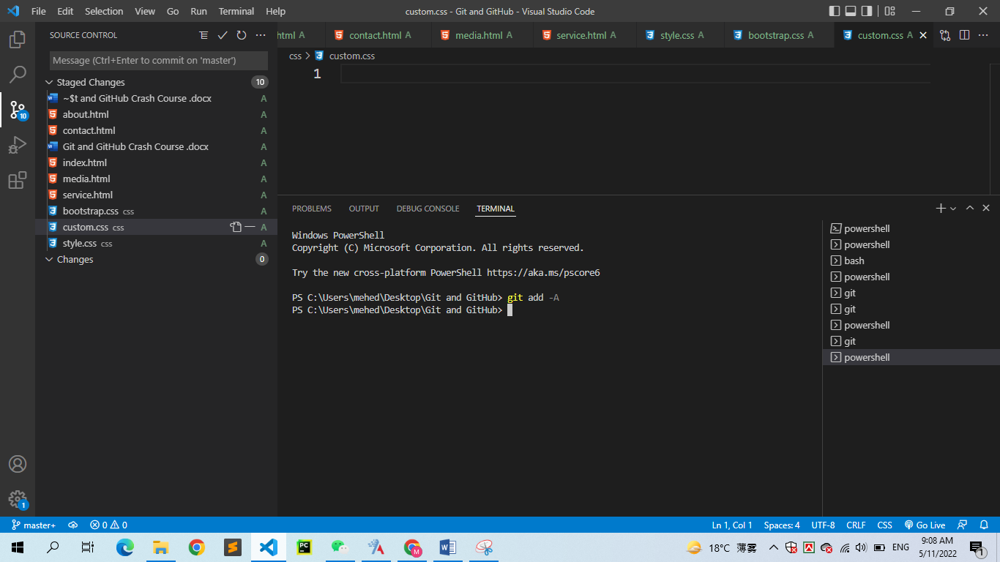 File Edit Selection View Go Run Terminal Help
custom.css - Git and GitHub - Visual Studio Code
SOURCE CONTROL
Message (Ctrl+Enter to commit on 'master')
Staged Changes 10
~$t and GitHub Crash Course .docx A
about.html A
contact.html A
Git and GitHub Crash Course .docx A
index.html A
media.html A
service.html A
bootstrap.css css A
custom.css css A
style.css css A
Changes 0
10
1
html A
contact.html A
media.html A
service.html A
style.css A
bootstrap.css A
custom.css A
css > custom.css
1
PROBLEMS OUTPUT DEBUG CONSOLE TERMINAL
Windows PowerShell
Copyright (C) Microsoft Corporation. All rights reserved.
Try the new cross-platform PowerShell https://aka.ms/pscore6
PS C:\Users\mehed\Desktop\Git and GitHub> git add -A
PS C:\Users\mehed\Desktop\Git and GitHub>
powershell
powershell
bash
powershell
git
git
powershell
git
powershell
master+ 0 0
Ln 1, Col 1 Spaces: 4 UTF-8 CRLF CSS Go Live
PC
M
18°C 薄雾
ENG
9:08 AM
5/11/2022
1